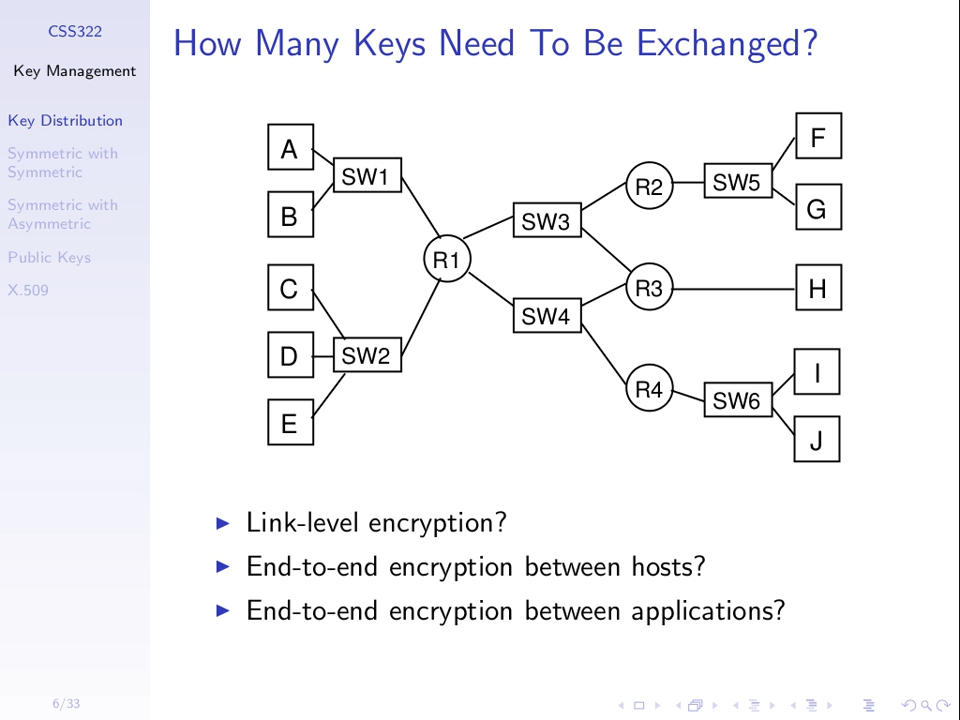 CSS322
Key Management
Key Distribution
Symmetric with
Symmetric
Symmetric with
Asymmetric
Public Keys
X.509
6/33
How Many Keys Need To Be Exchanged?
A
B
C
D
E
SW1
SW2
R1
SW3
SW4
R2
R3
R4
SW5
SW6
F
G
H
I
J
Link-level encryption?
End-to-end encryption between hosts?
End-to-end encryption between applications?